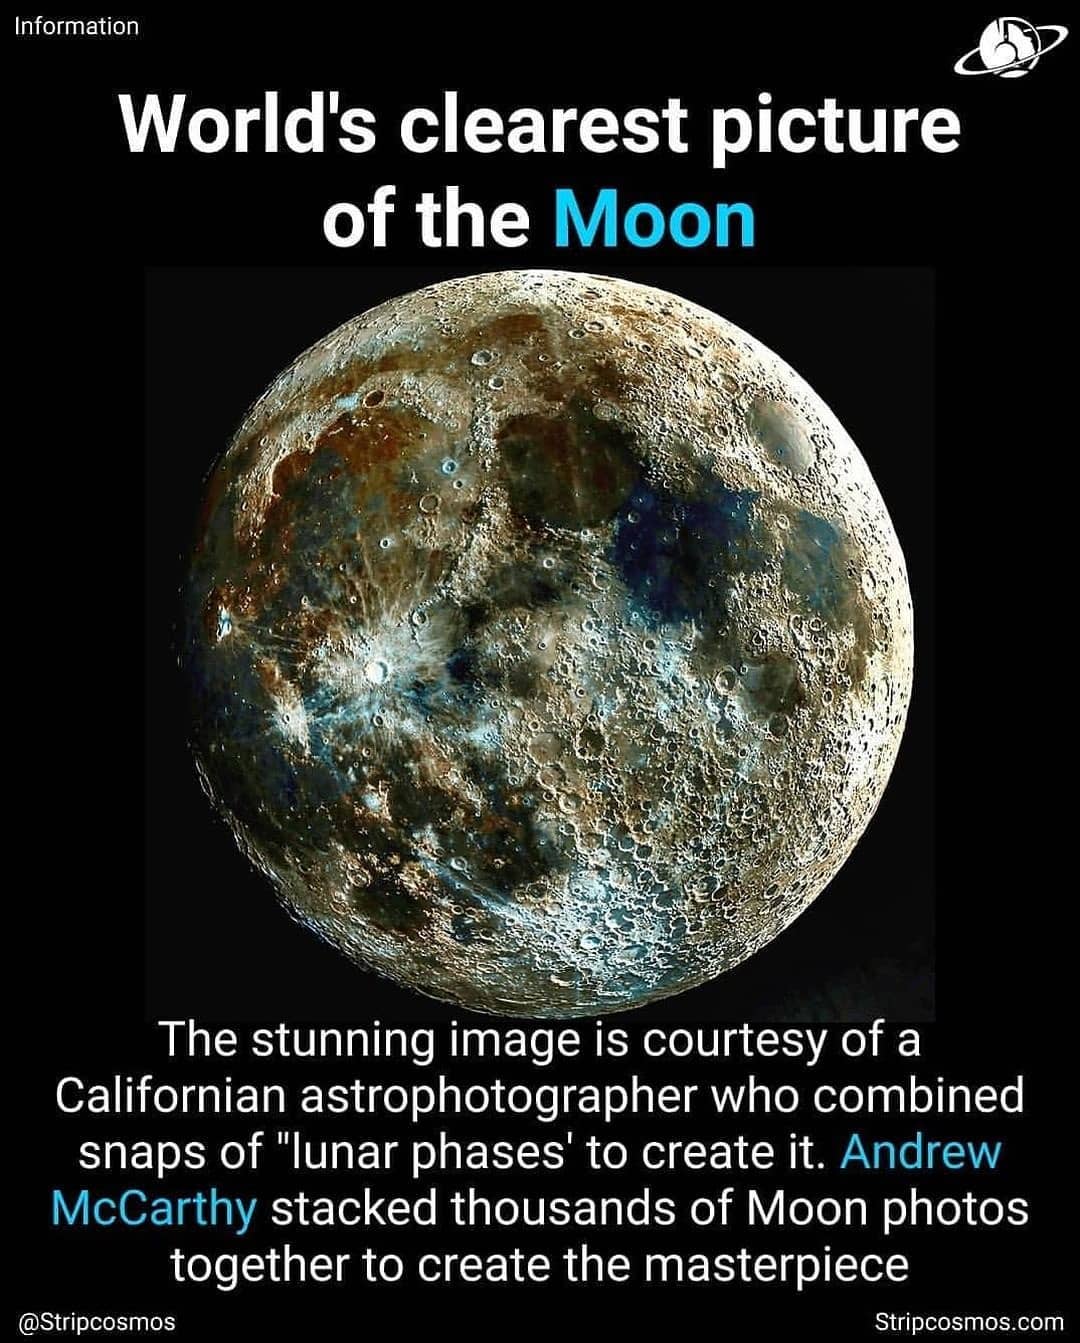 Information
World's clearest picture
of the Moon
The stunning image is courtesy of a
Californian astrophotographer who combined
snaps of "lunar phases' to create it. Andrew
McCarthy stacked thousands of Moon photos
together to create the masterpiece
@Stripcosmos
Stripcosmos.com